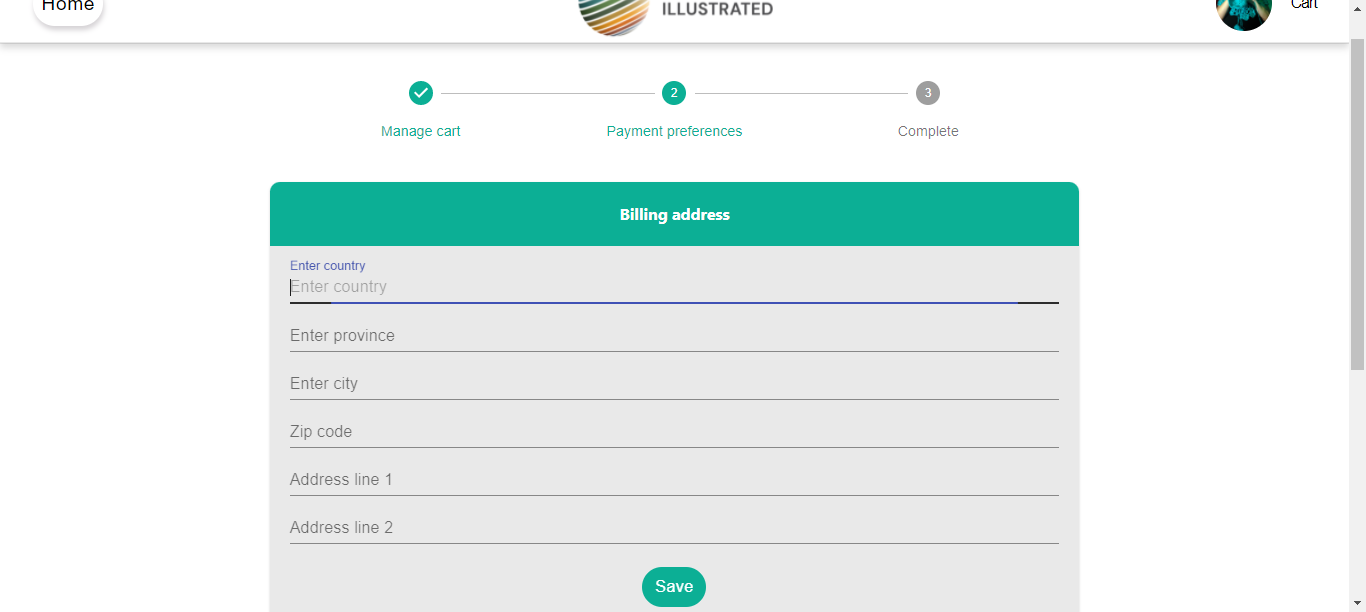 Home
ILLUSTRATED
Cart
2
3
Manage cart
Payment preferences
Complete
Billing address
Enter country
Enter country
Enter province
Enter city
Zip code
Address line 1
Address line 2
Save